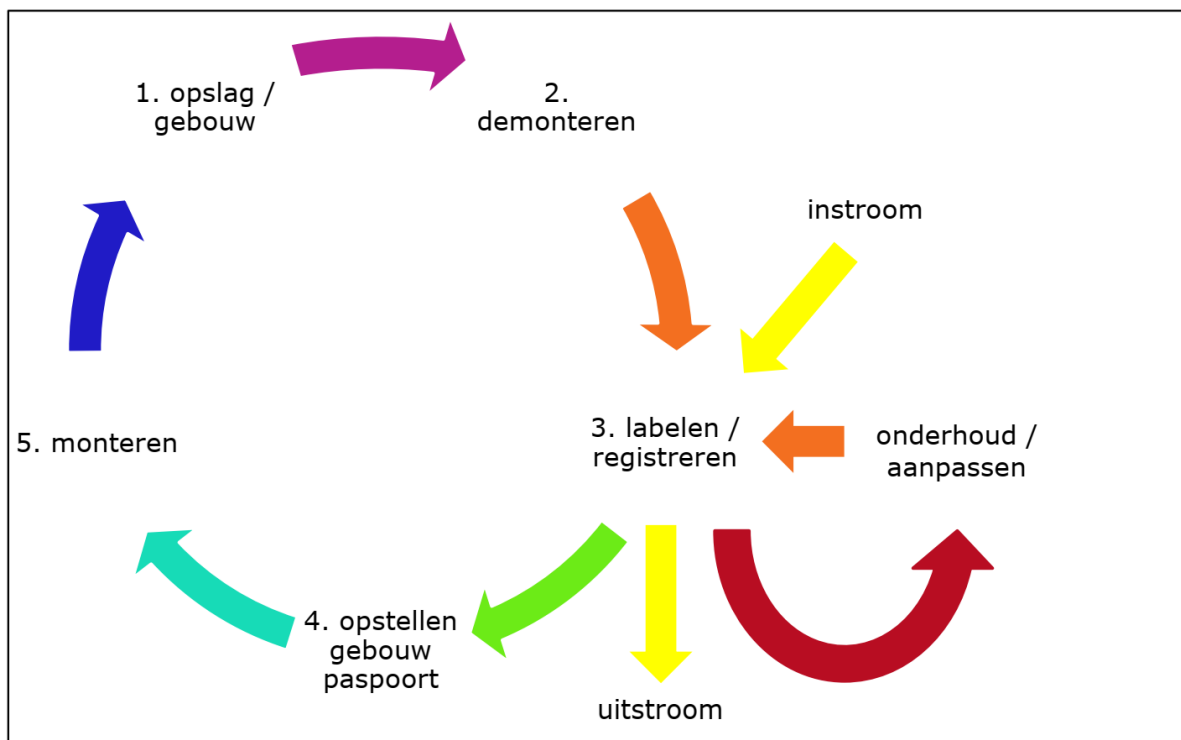 1. opslag /
gebouw
2.
demonteren
instroom
3. labelen /
registreren
onderhoud /
aanpassen
4. opstellen
gebouw
paspoort
uitstroom
5. monteren